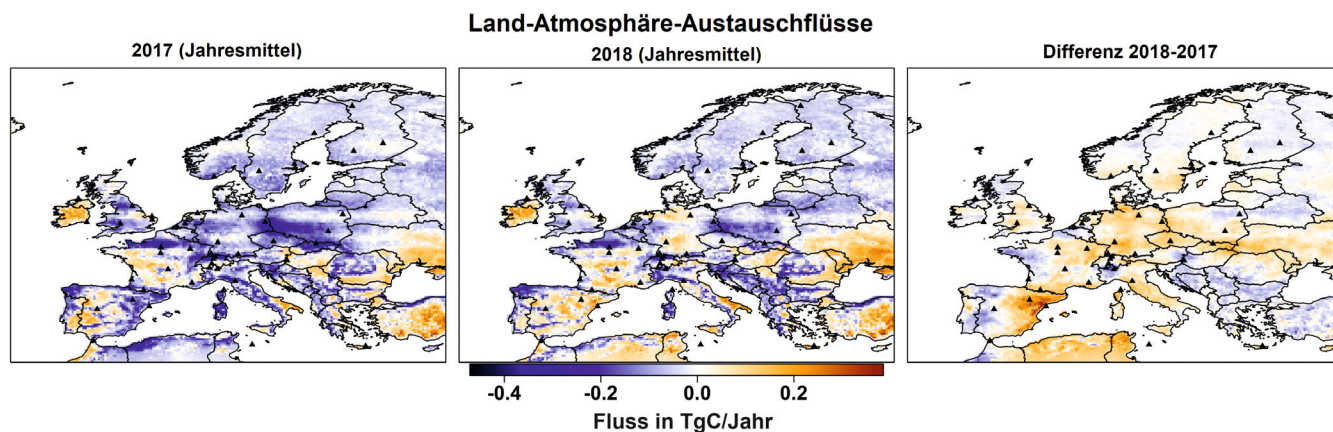 Land-Atmosphäre-Austauschflüsse
2017 (Jahresmittel)
2018 (Jahresmittel)
Differenz 2018-2017
-0.4 -0.2 0.0 0.2
Fluss in TgC/Jahr